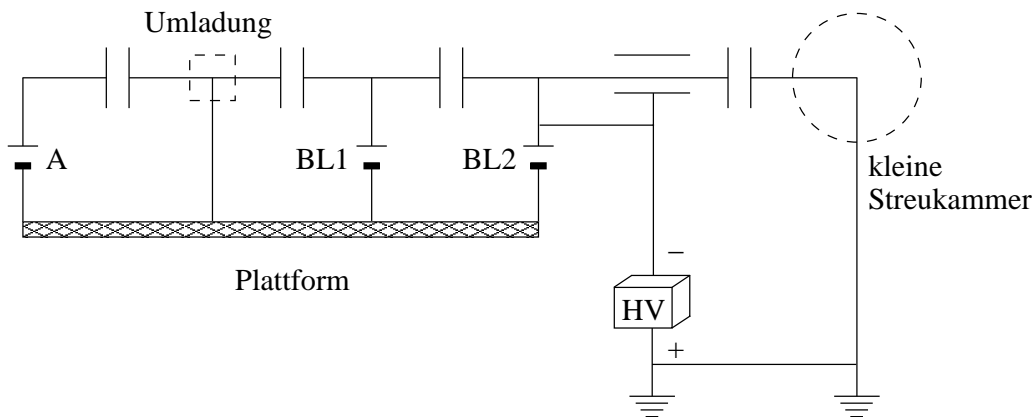 Umladung
A
BL1
BL2
kleine
Streukammer
Plattform
−
HV
+